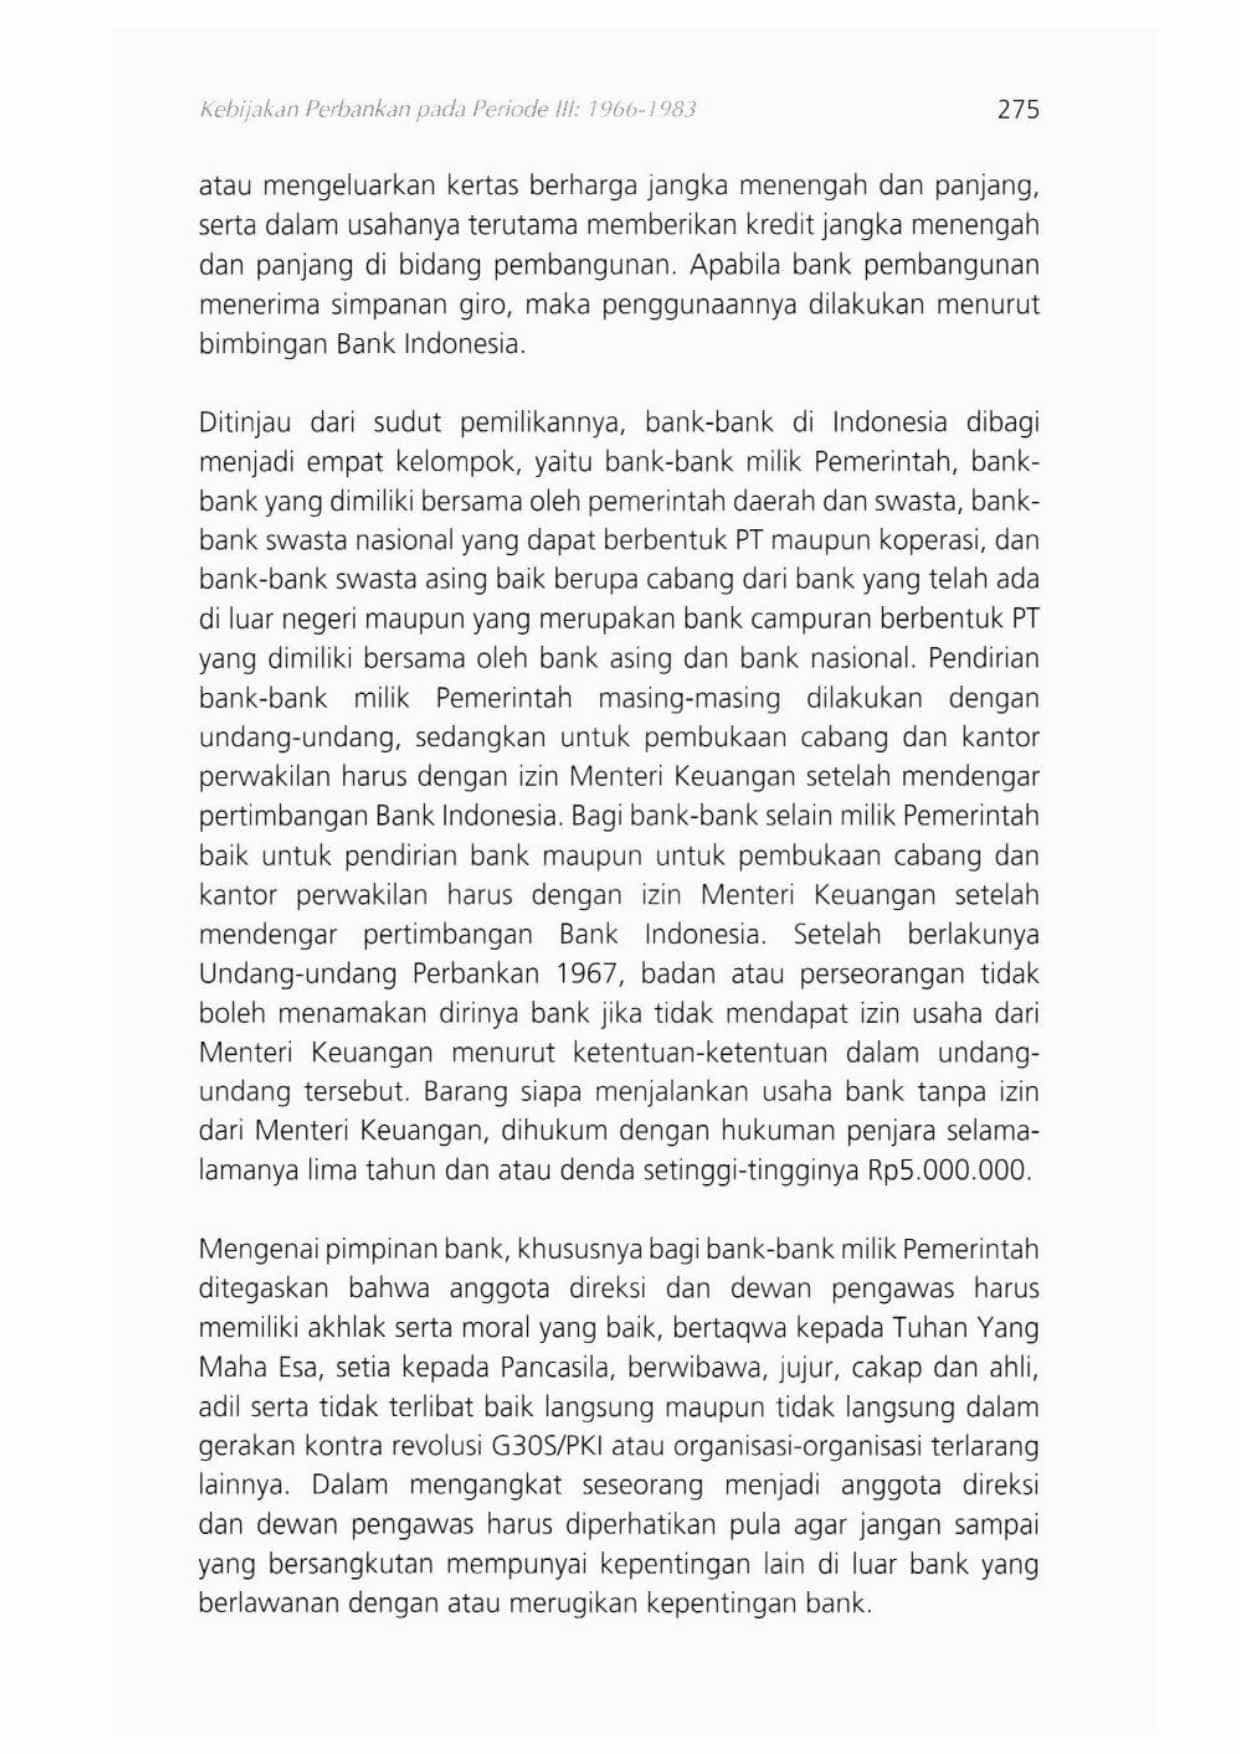 Kebijakan Perbankan pada Periode III: 1966-1983 275
atau mengeluarkan kertas berharga jangka menengah dan panjang,
serta dalam usahanya terutama memberikan kredit jangka menengah
dan panjang di bidang pembangunan. Apabila bank pembangunan
menerima simpanan giro, maka penggunaannya dilakukan menurut
bimbingan Bank Indonesia.
Ditinjau dari sudut pemilikannya, bank-bank di Indonesia dibagi
menjadi empat kelompok, yaitu bank-bank milik Pemerintah, bank-
bank yang dimiliki bersama oleh pemerintah daerah dan swasta, bank-
bank swasta nasional yang dapat berbentuk PT maupun koperasi, dan
bank-bank swasta asing baik berupa cabang dari bank yang telah ada
di luar negeri maupun yang merupakan bank campuran berbentuk PT
yang dimiliki bersama oleh bank asing dan bank nasional. Pendirian
bank-bank milik Pemerintah masing-masing dilakukan dengan
undang-undang, sedangkan untuk pembukaan cabang dan kantor
perwakilan harus dengan izin Menteri Keuangan setelah mendengar
pertimbangan Bank Indonesia. Bagi bank-bank selain milik Pemerintah
baik untuk pendirian bank maupun untuk pembukaan cabang dan
kantor perwakilan harus dengan izin Menteri Keuangan setelah
mendengar pertimbangan Bank Indonesia. Setelah berlakunya
Undang-undang Perbankan 1967, badan atau perseorangan tidak
boleh menamakan dirinya bank jika tidak mendapat izin usaha dari
Menteri Keuangan menurut ketentuan-ketentuan dalam undang-
undang tersebut. Barang siapa menjalankan usaha bank tanpa izin
dari Menteri Keuangan, dihukum dengan hukuman penjara selama-
lamanya lima tahun dan atau denda setinggi-tingginya Rp5.000.000.
Mengenai pimpinan bank, khususnya bagi bank-bank milik Pemerintah
ditegaskan bahwa anggota direksi dan dewan pengawas harus
memiliki akhlak serta moral yang baik, bertaqwa kepada Tuhan Yang
Maha Esa, setia kepada Pancasila, berwibawa, jujur, cakap dan ahli,
adil serta tidak terlibat baik langsung maupun tidak langsung dalam
gerakan kontra revolusi G30S/PKI atau organisasi-organisasi terlarang
lainnya. Dalam mengangkat seseorang menjadi anggota direksi
dan dewan pengawas harus diperhatikan pula agar jangan sampai
yang bersangkutan mempunyai kepentingan lain di luar bank yang
berlawanan dengan atau merugikan kepentingan bank.